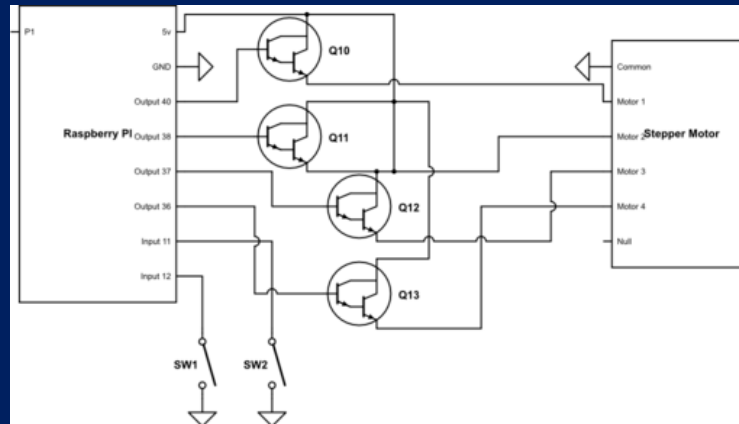 P1
5v
GND
Output 40
Raspberry PI
Output 38
Output 37
Output 36
Input 11
Input 12
Q10
Q11
Q12
Q13
Common
Motor 1
Motor 2
Stepper Motor
Motor 3
Motor 4
Null
SW1
SW2